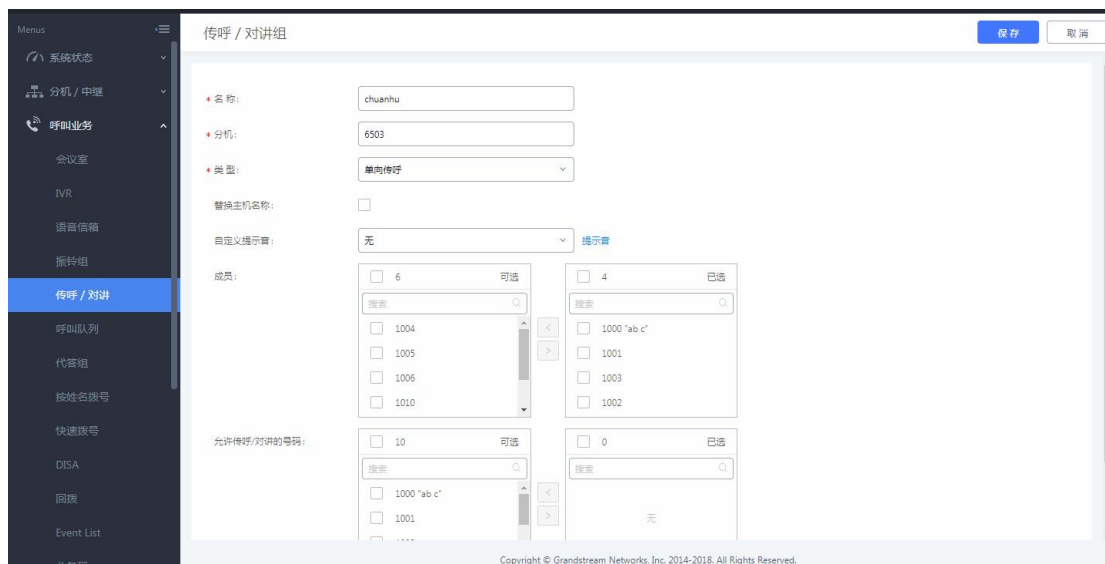 Menus
系统状态
分机 / 中继
呼叫业务
会议室
IVR
语音信箱
振铃组
传呼 / 对讲
呼叫队列
代答组
按姓名拨号
快速拨号
DISA
回拨
Event List
传呼 / 对讲组
保存 取消
* 名称: chuanhu
* 分机: 6503
* 类型: 单向传呼
替换主机名称:
自定义提示音: 无 提示音
成员: 6 可选 4 已选
搜索 搜索
1004 1000 "ab c"
1005 1001
1006 1003
1010 1002
允许传呼/对讲的号码: 10 可选 0 已选
搜索 搜索
1000 "ab c"
1001 无
Copyright © Grandstream Networks, Inc. 2014-2018. All Rights Reserved.